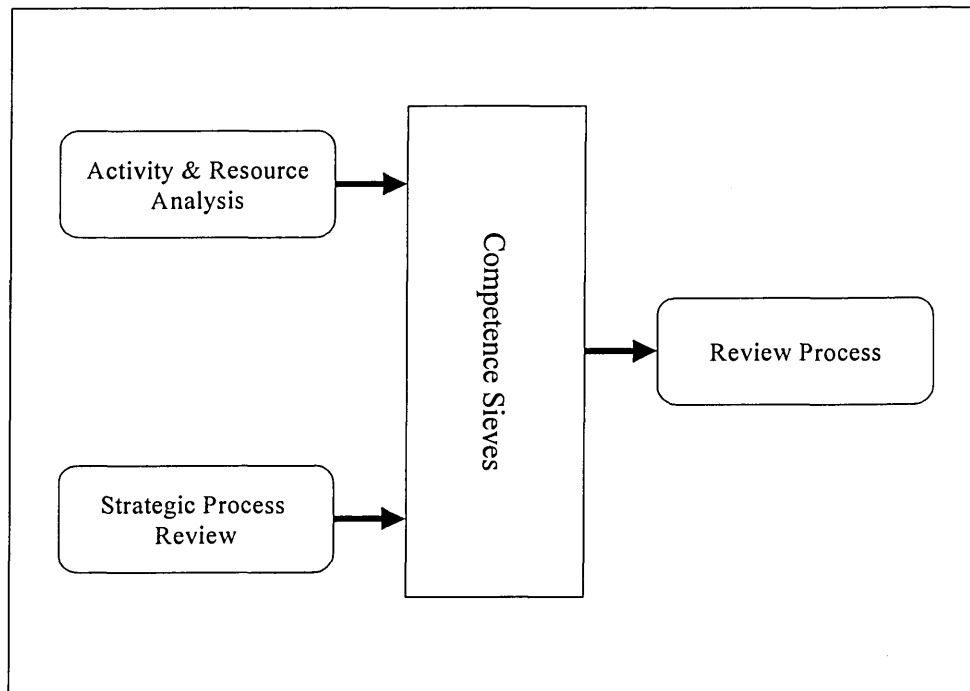 Activity & Resource
Analysis
Competence Sieves
Review Process
Strategic Process
Review